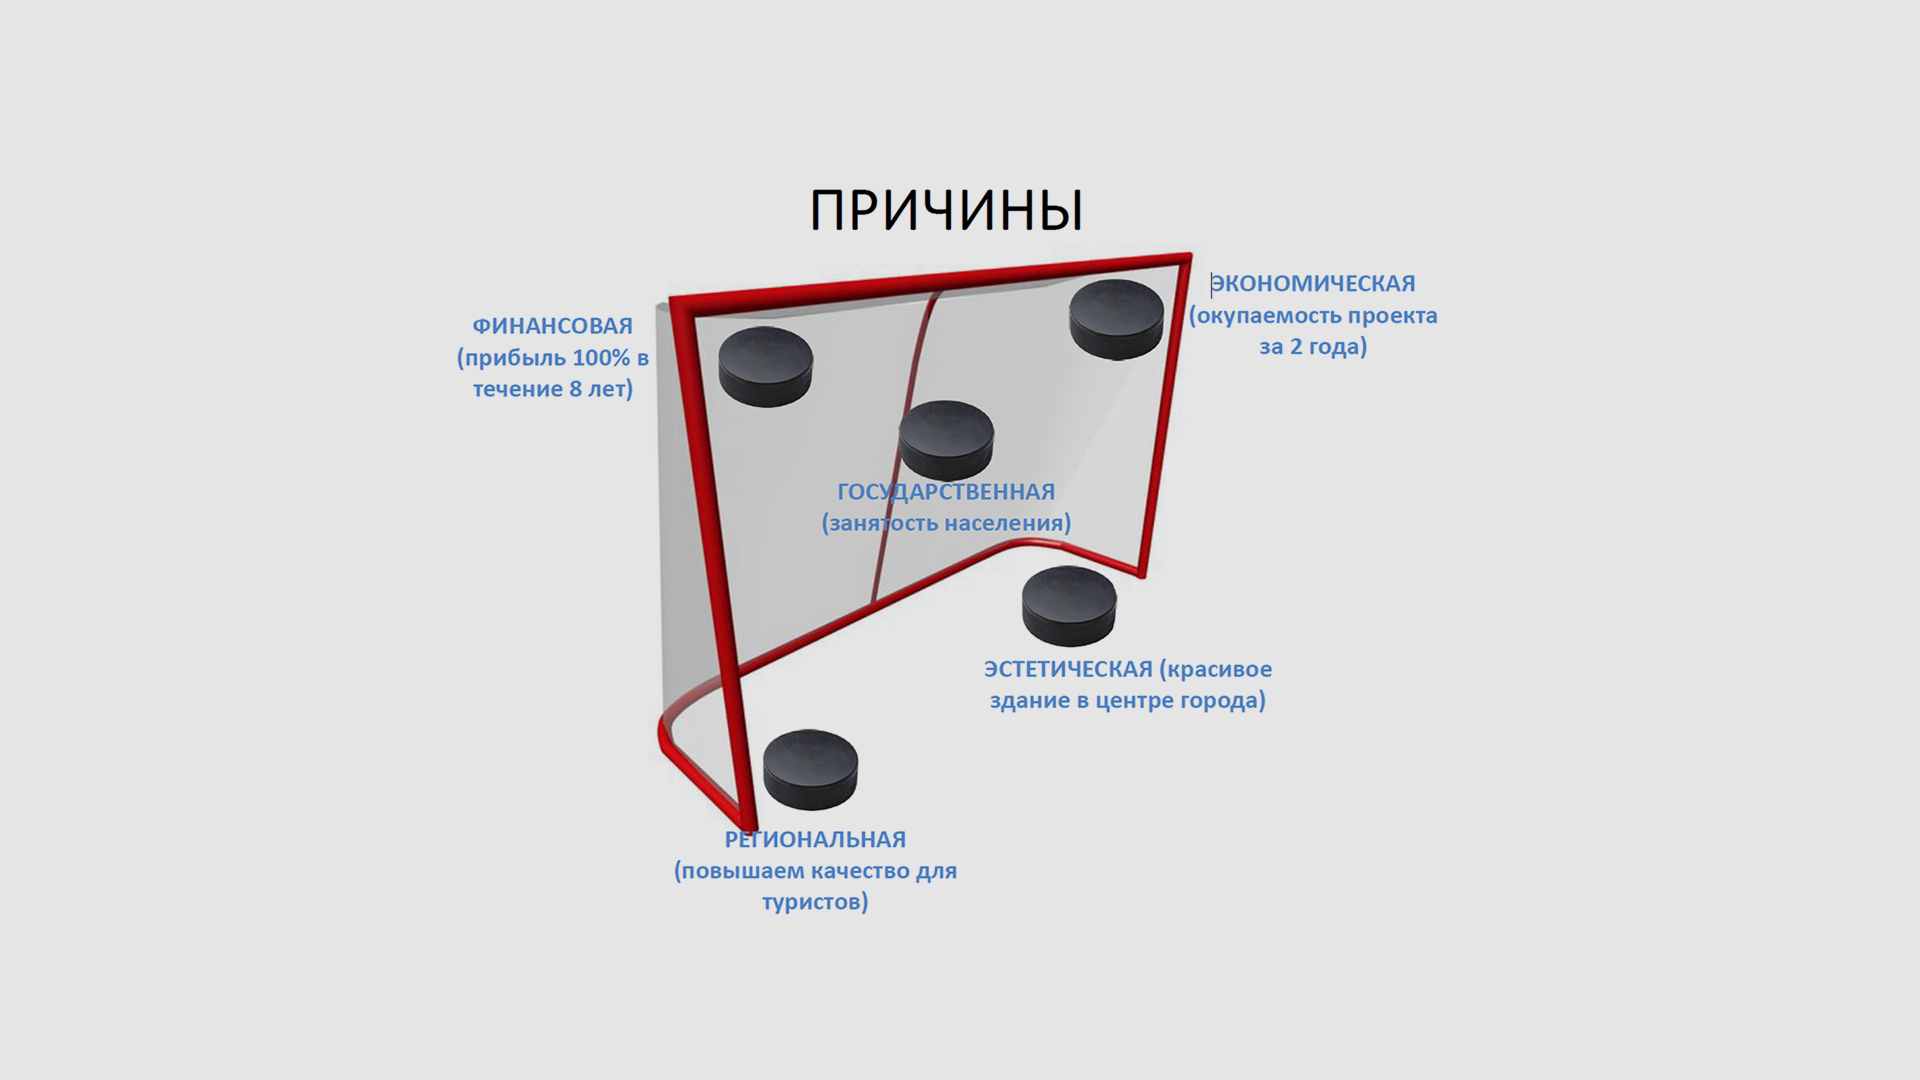 ПРИЧИНЫ
ФИНАНСОВАЯ
(прибыль 100% в
течение 8 лет)
ЭКОНОМИЧЕСКАЯ
(окупаемость проекта
за 2 года)
ГОСУДАРСТВЕННАЯ
(занятость населения)
ЭСТЕТИЧЕСКАЯ (красивое
здание в центре города)
РЕГИОНАЛЬНАЯ
(повышаем качество для
туристов)